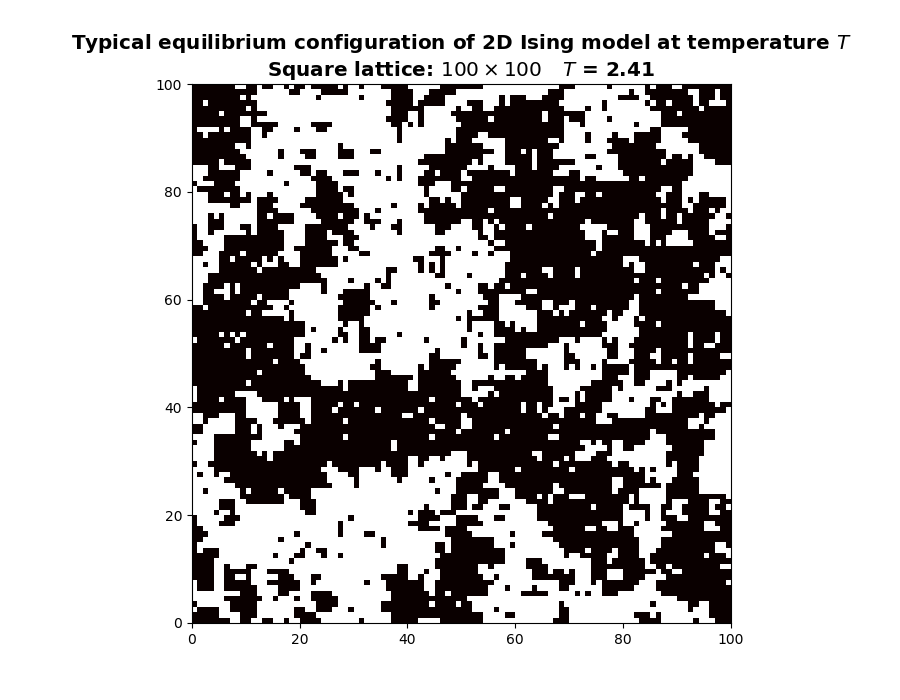 Typical equilibrium configuration of 2D Ising model at temperature T
Square lattice: 100 × 100 T = 2.41
100
80
60
40
20
0
0 20 40 60 80 100